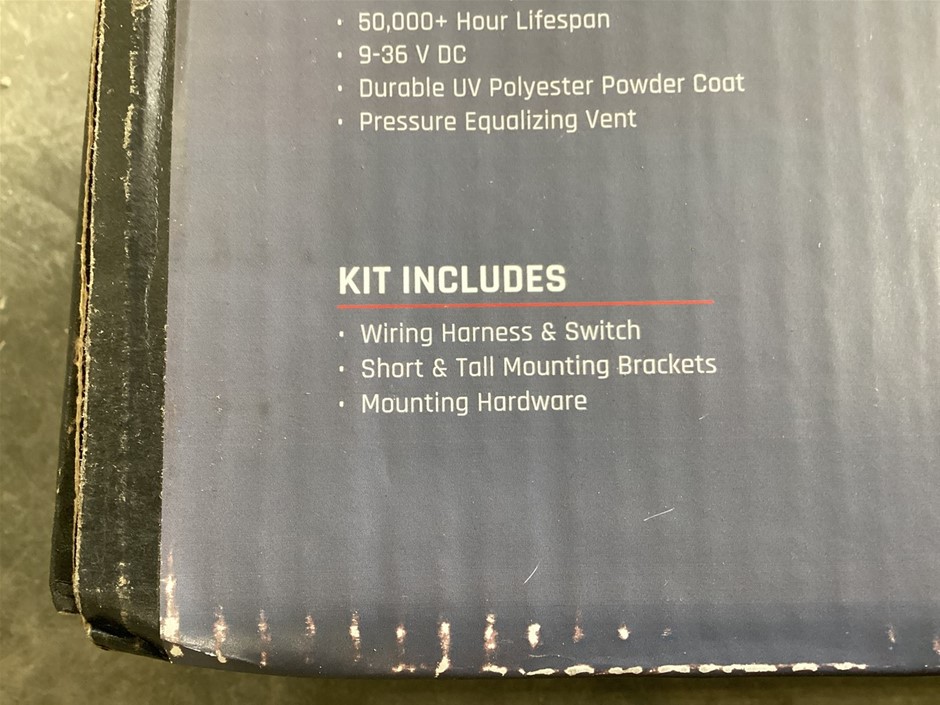 • 50,000+ Hour Lifespan
• 9-36 V DC
• Durable UV Polyester Powder Coat
• Pressure Equalizing Vent
KIT INCLUDES
• Wiring Harness & Switch
• Short & Tall Mounting Brackets
• Mounting Hardware